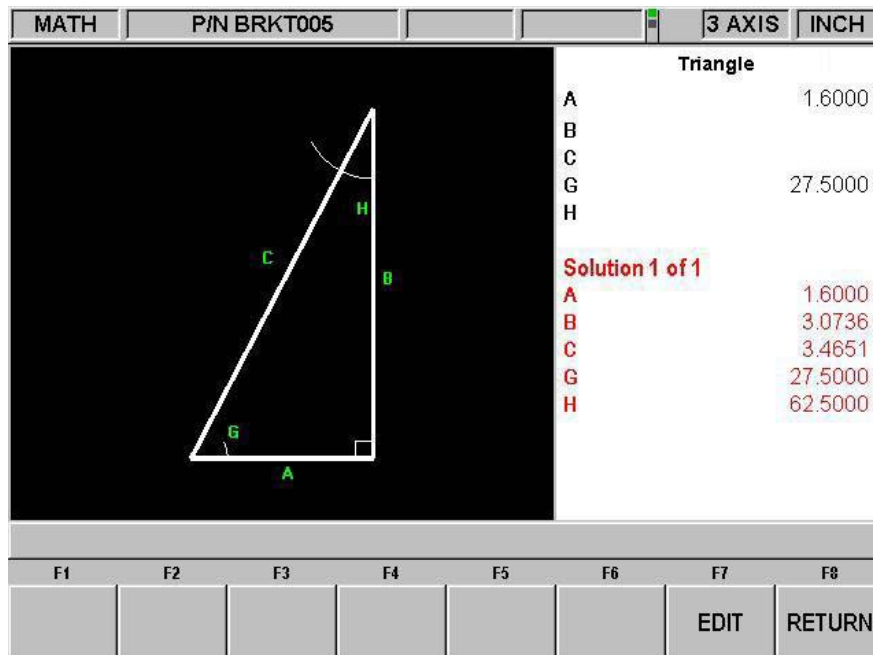 MATH P/N BRKT005 3 AXIS INCH
Triangle
A 1.6000
B
C
G 27.5000
H
Solution 1 of 1
A 1.6000
B 3.0736
C 3.4651
G 27.5000
H 62.5000
H
C
B
G
A
F1 F2 F3 F4 F5 F6 F7 F8
EDIT RETURN